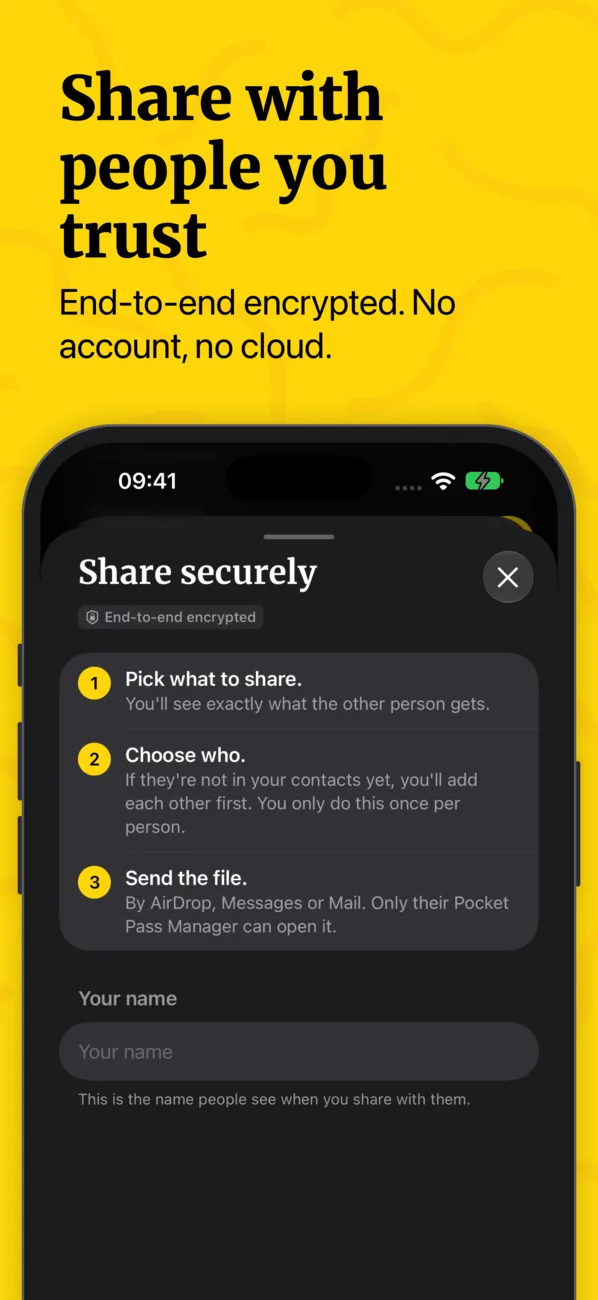 Share with
people you
trust
End-to-end encrypted. No
account, no cloud.
09:41
Share securely
End-to-end encrypted
1
Pick what to share.
You'll see exactly what the other person gets.
2
Choose who.
If they're not in your contacts yet, you'll add
each other first. You only do this once per
person.
3
Send the file.
By AirDrop, Messages or Mail. Only their Pocket
Pass Manager can open it.
Your name
Your name
This is the name people see when you share with them.